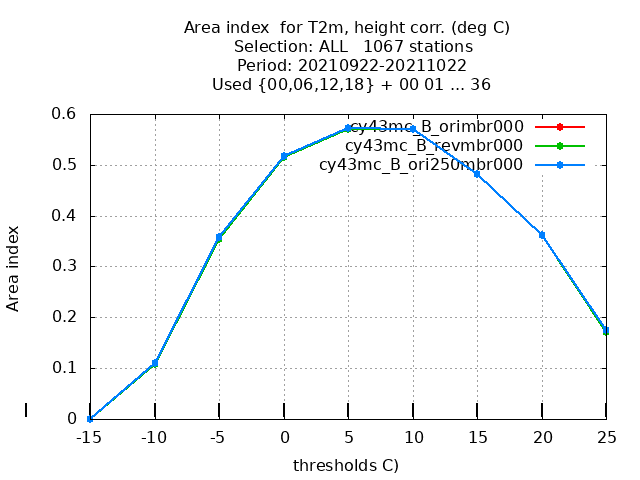 Area index  for T2m, height corr. (deg C)
Selection: ALL   1067 stations
Period: 20210922-20211022
Used {00,06,12,18} + 00 01 ... 36
cy43mc_B_orimbr000
cy43mc_B_revmbr000
cy43mc_B_ori250mbr000
Area index
0.6
0.5
0.4
0.3
0.2
0.1
0
-15 -10 -5 0 5 10 15 20 25
thresholds C)